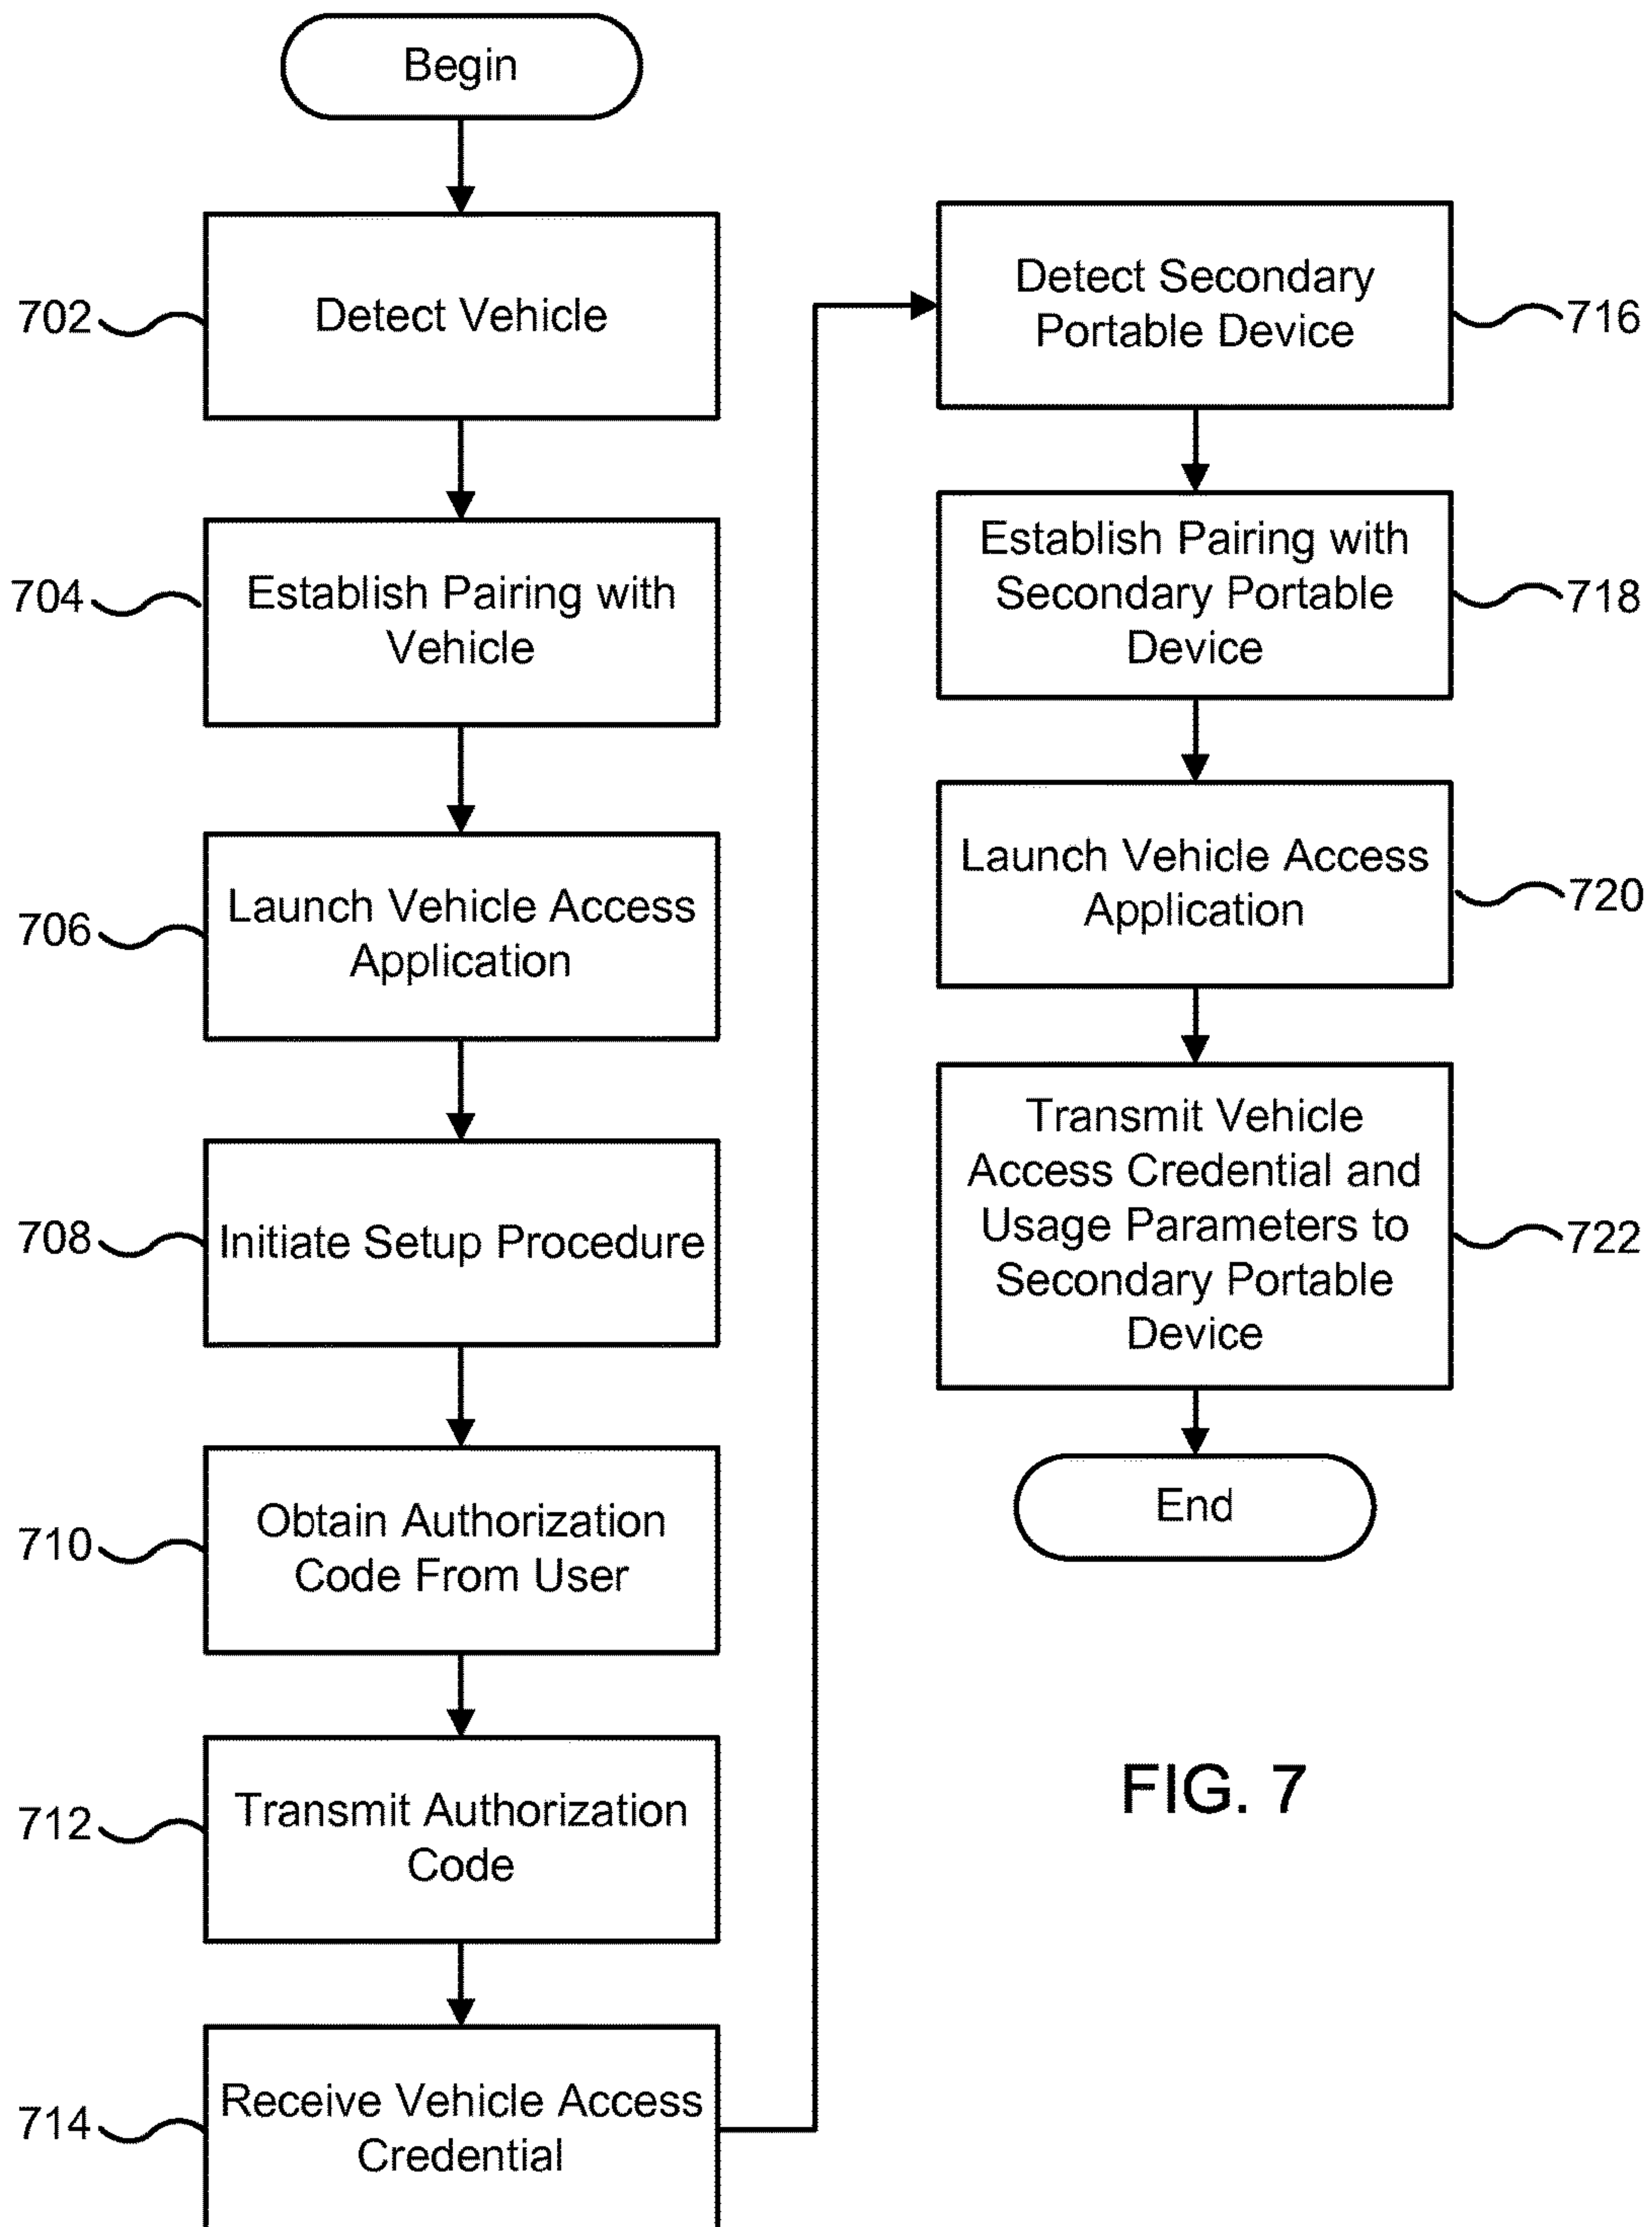 Begin
702
Detect Vehicle
704
Establish Pairing with
Vehicle
706
Launch Vehicle Access
Application
708
Initiate Setup Procedure
710
Obtain Authorization
Code From User
712
Transmit Authorization
Code
714
Receive Vehicle Access
Credential
Detect Secondary
Portable Device
716
Establish Pairing with
Secondary Portable
Device
718
Launch Vehicle Access
Application
720
Transmit Vehicle
Access Credential and
Usage Parameters to
Secondary Portable
Device
722
End
FIG. 7